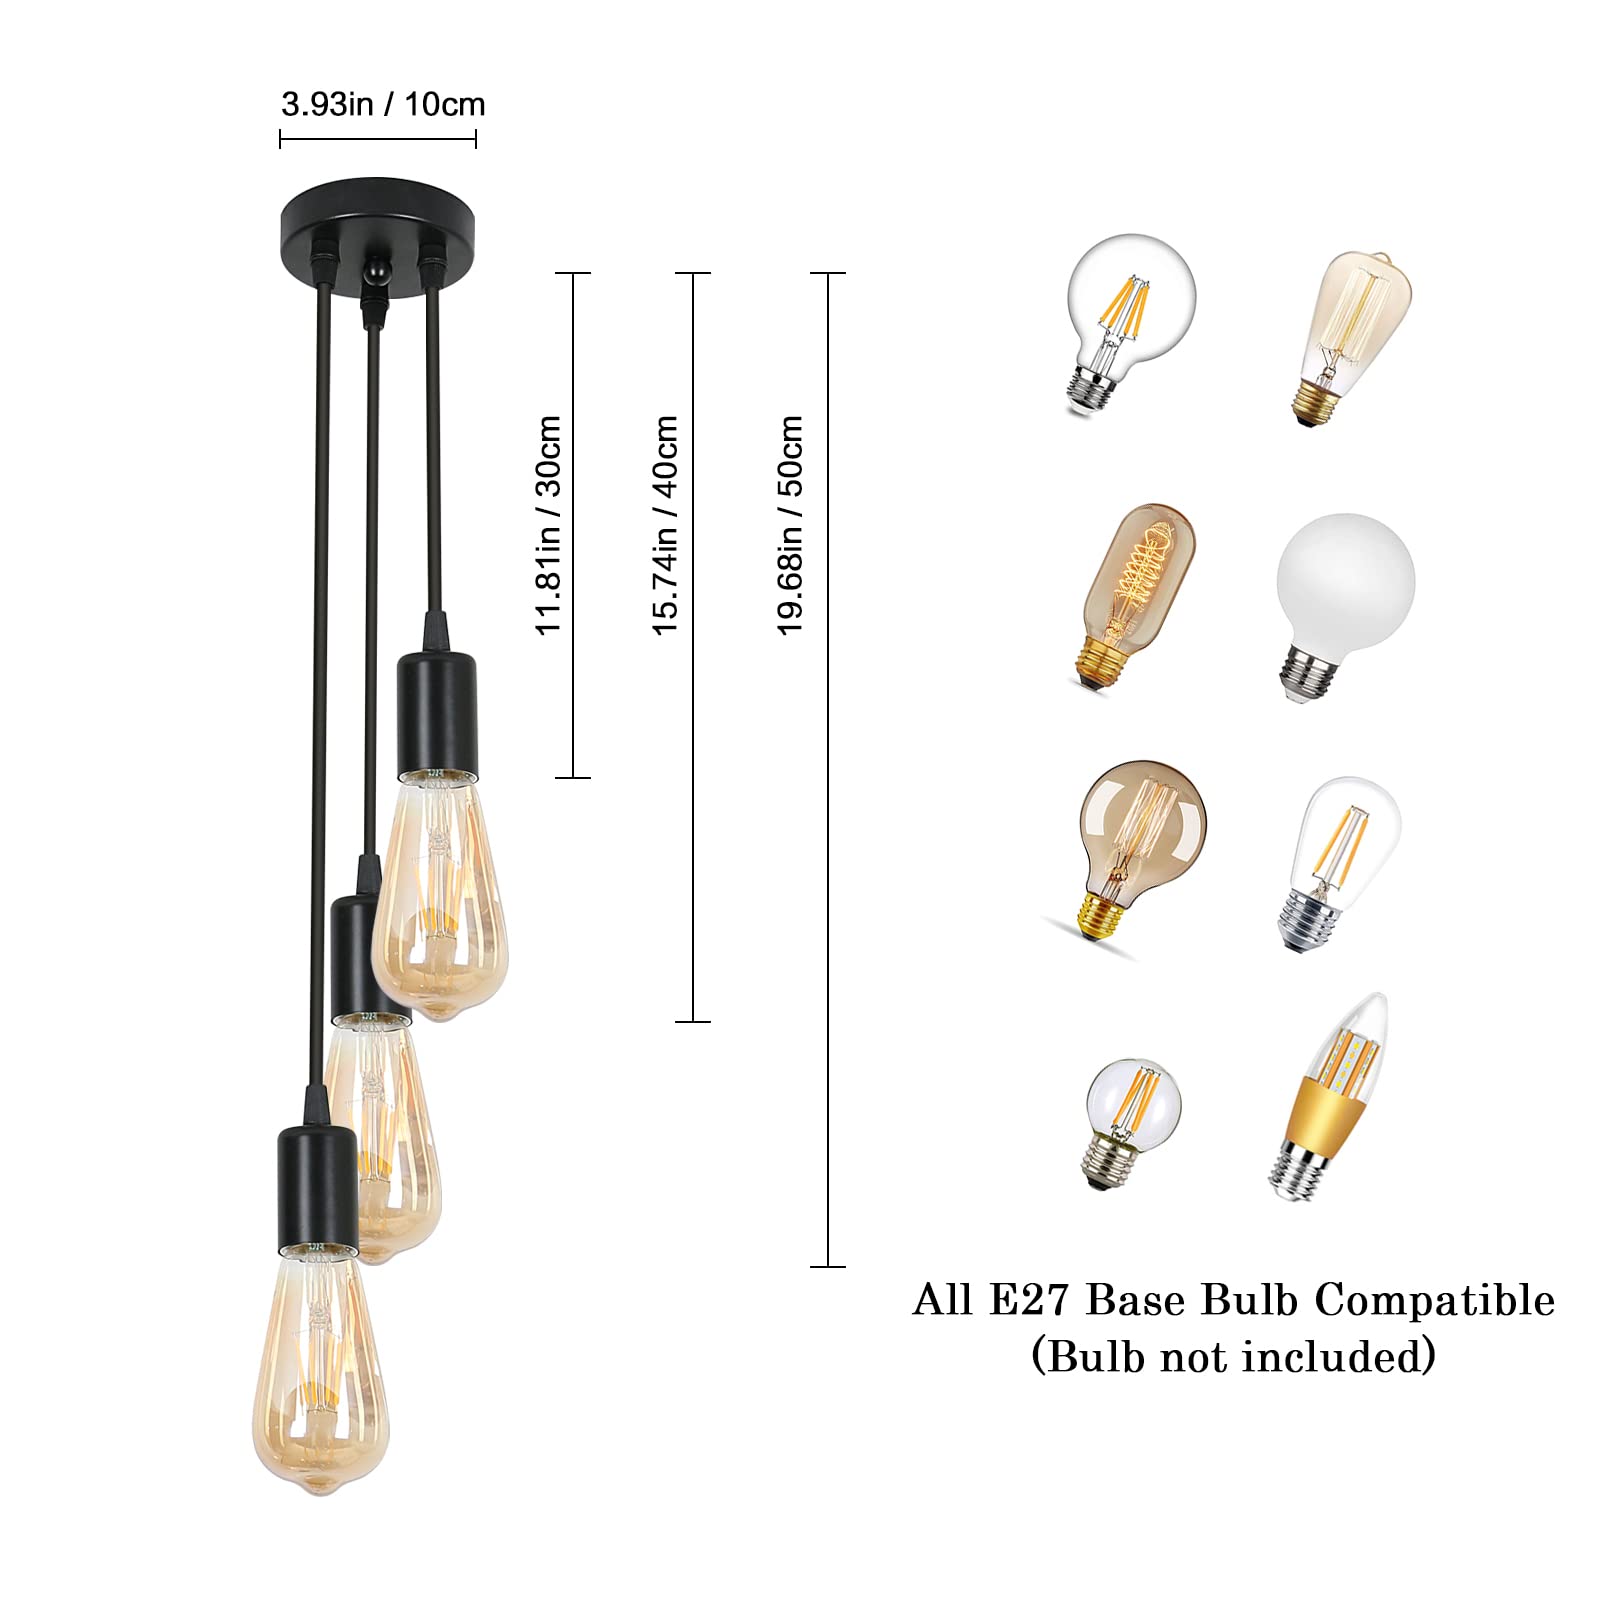 3.93in / 10cm
11.81in / 30cm
15.74in / 40cm
19.68in / 50cm
All E27 Base Bulb Compatible
(Bulb not included)